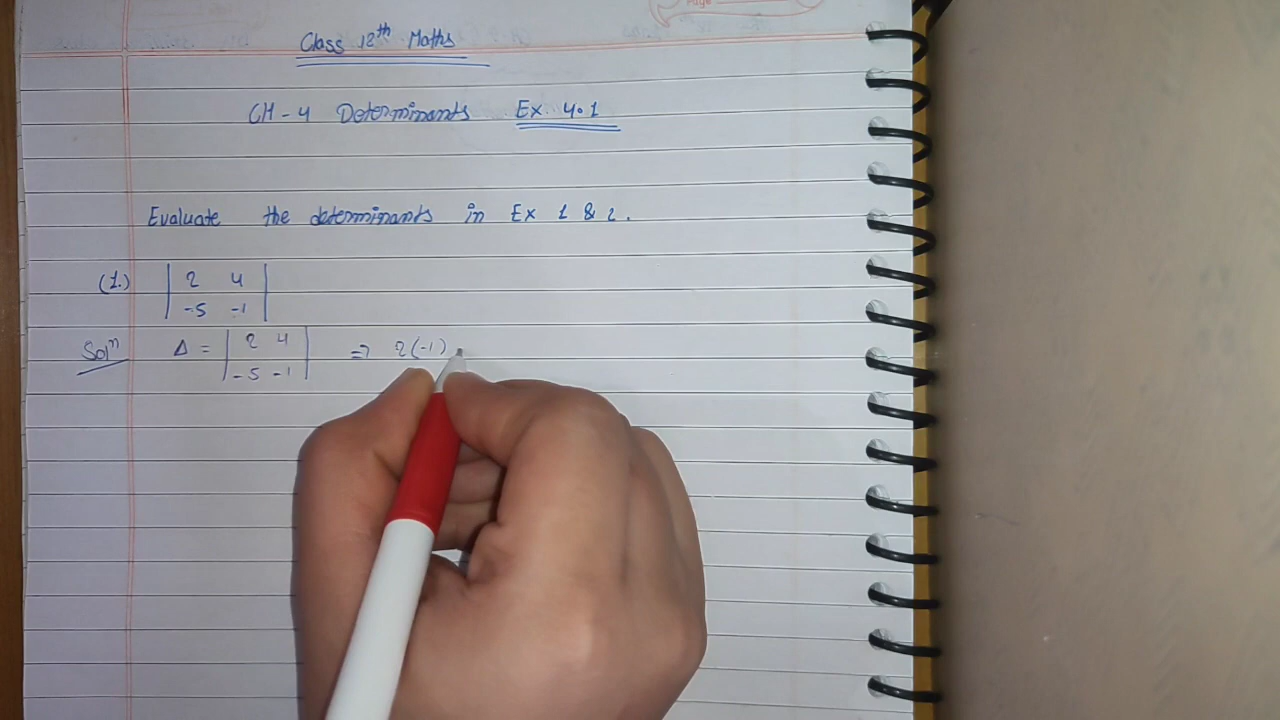 Page
Class 12th Maths
CH-4 Determinants Ex. 4.1
Evaluate the determinants in Ex 1 & 2.
(1.) | 2 4 |
| -5 -1 |
Solⁿ Δ = | 2 4 | => 2(-1)
| -5 -1 |